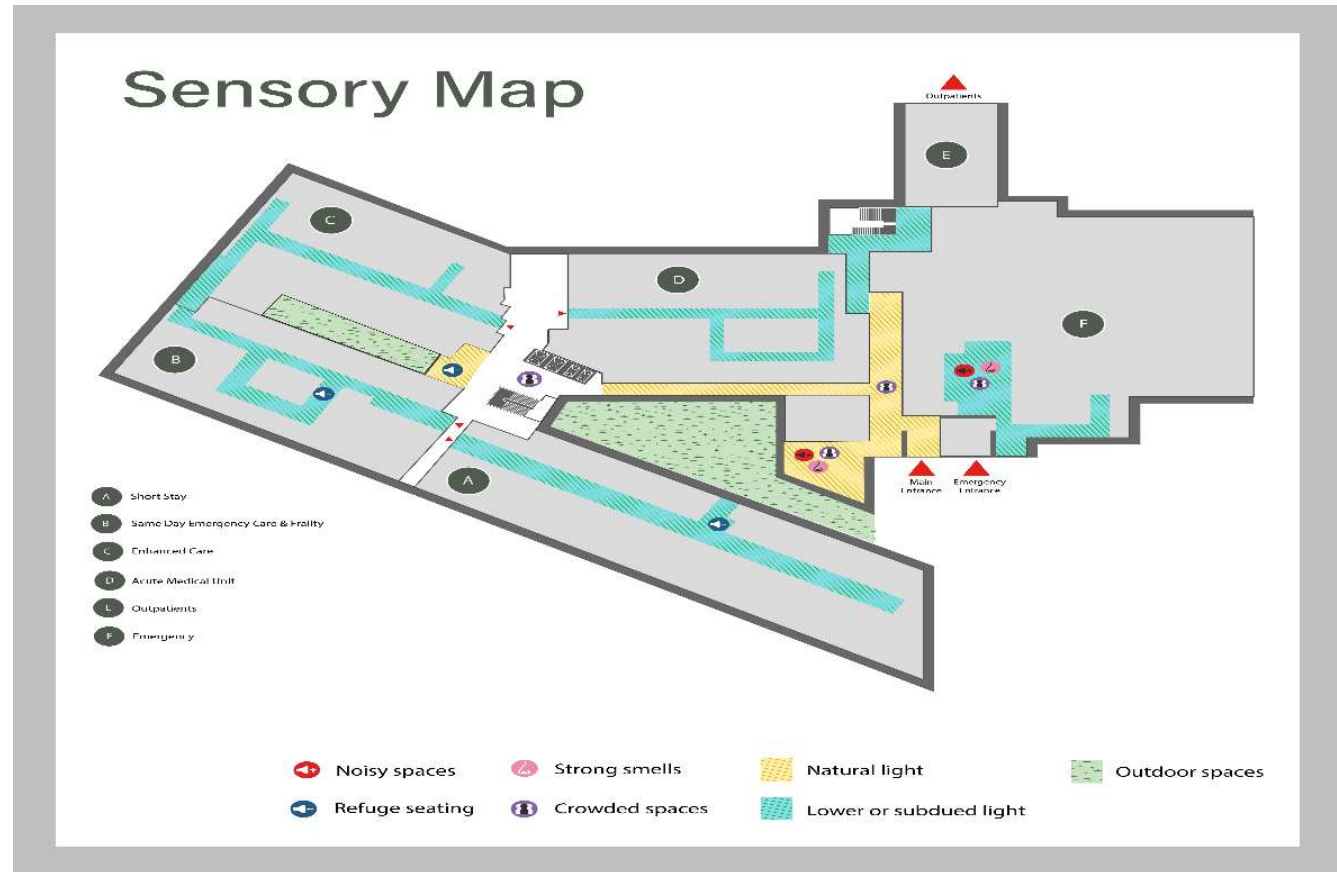 Sensory Map
Outpatients
E
C
D
F
B
A
Main
Entrance
Emergency
Entrance
A Short Stay
B Same Day Emergency Care & Frailty
C Enhanced Care
D Acute Medical Unit
E Outpatients
F Emergency
Noisy spaces
Strong smells
Natural light
Outdoor spaces
Refuge seating
Crowded spaces
Lower or subdued light